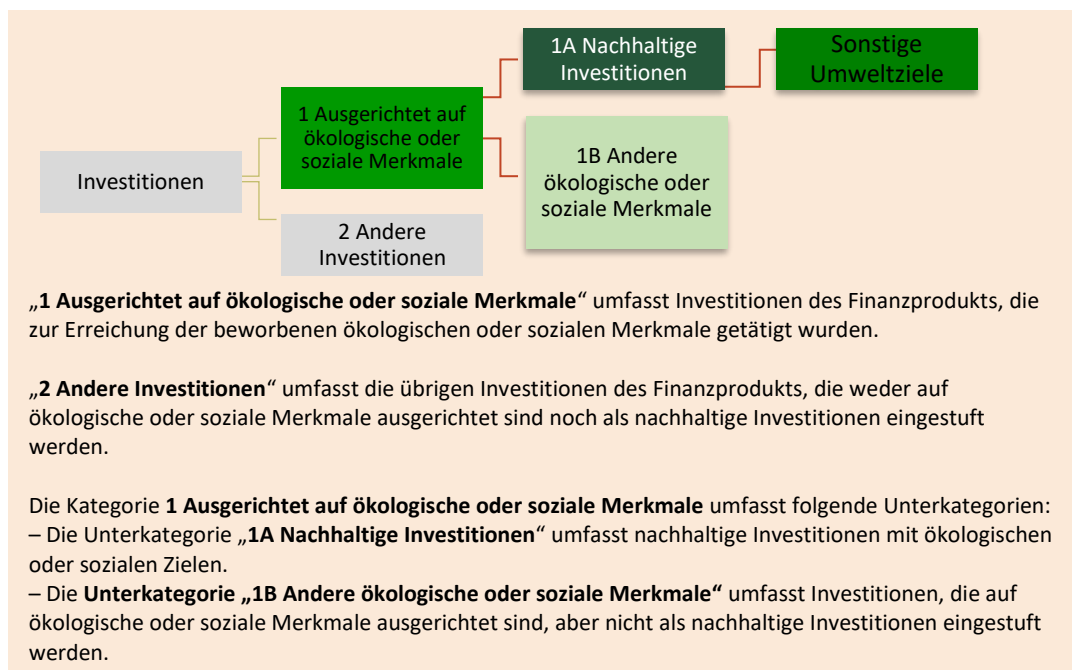 1A Nachhaltige
Investitionen
Sonstige
Umweltziele
1 Ausgerichtet auf
ökologische oder
soziale Merkmale
1B Andere
ökologische oder
soziale Merkmale
Investitionen
2 Andere
Investitionen
„1 Ausgerichtet auf ökologische oder soziale Merkmale“ umfasst Investitionen des Finanzprodukts, die
zur Erreichung der beworbenen ökologischen oder sozialen Merkmale getätigt wurden.
„2 Andere Investitionen“ umfasst die übrigen Investitionen des Finanzprodukts, die weder auf
ökologische oder soziale Merkmale ausgerichtet sind noch als nachhaltige Investitionen eingestuft
werden.
Die Kategorie 1 Ausgerichtet auf ökologische oder soziale Merkmale umfasst folgende Unterkategorien:
– Die Unterkategorie „1A Nachhaltige Investitionen“ umfasst nachhaltige Investitionen mit ökologischen
oder sozialen Zielen.
– Die Unterkategorie „1B Andere ökologische oder soziale Merkmale“ umfasst Investitionen, die auf
ökologische oder soziale Merkmale ausgerichtet sind, aber nicht als nachhaltige Investitionen eingestuft
werden.